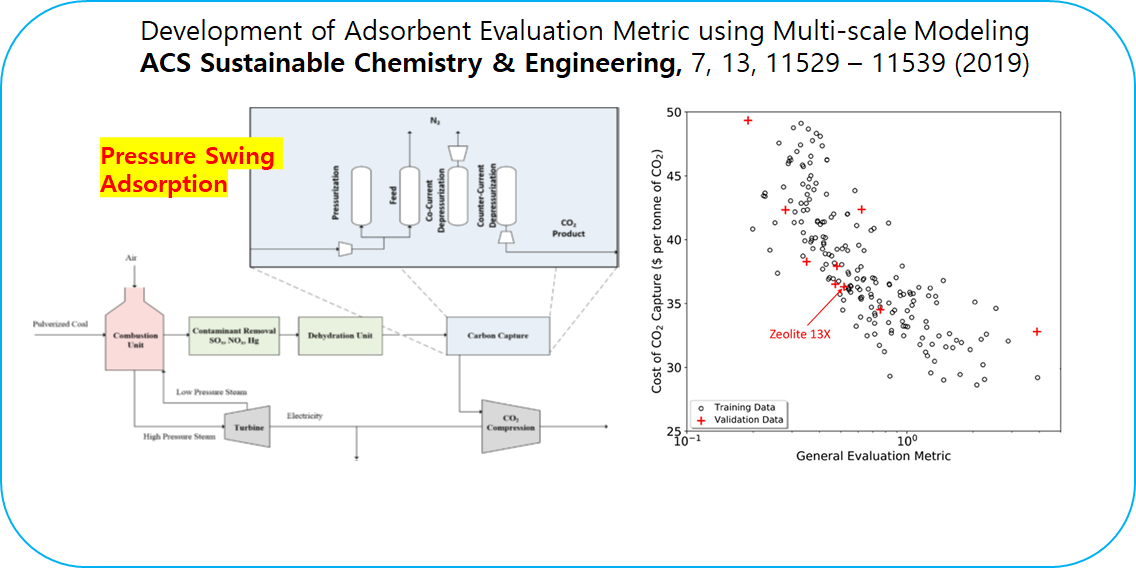 Development of Adsorbent Evaluation Metric using Multi-scale Modeling
ACS Sustainable Chemistry & Engineering, 7, 13, 11529 – 11539 (2019)
Pressure Swing
Adsorption
N₂
Pressurization
Feed
Co-Current
Depressurization
Counter-Current
Depressurization
CO₂
Product
Air
Pulverized Coal
Combustion
Unit
Contaminant Removal
SOₓ, NOₓ, Hg
Dehydration Unit
Carbon Capture
Low Pressure Steam
High Pressure Steam
Turbine
Electricity
CO₂
Compression
50
45
40
35
30
25
Cost of CO₂ Capture ($ per tonne of CO₂)
Zeolite 13X
Training Data
Validation Data
10⁻¹
10⁰
General Evaluation Metric